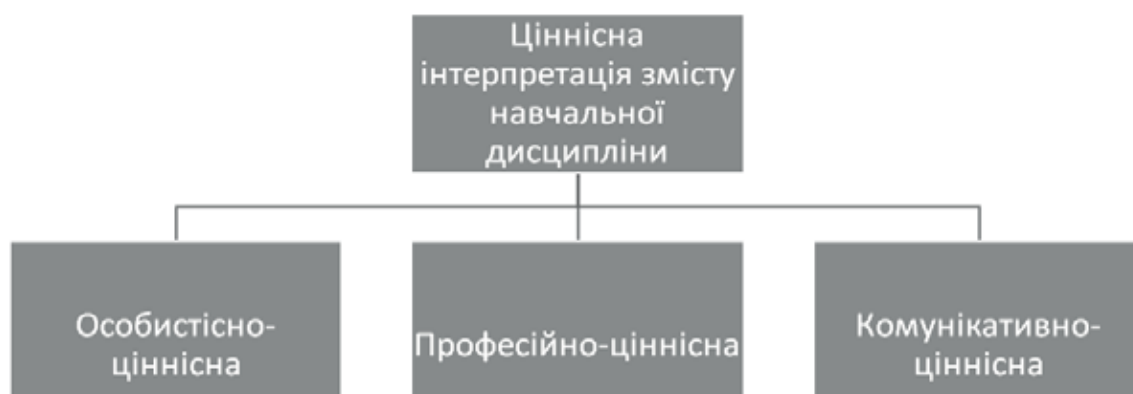 Ціннісна
інтерпретація змісту
навчальної
дисципліни
Особистісно-
ціннісна
Професійно-ціннісна
Комунікативно-
ціннісна